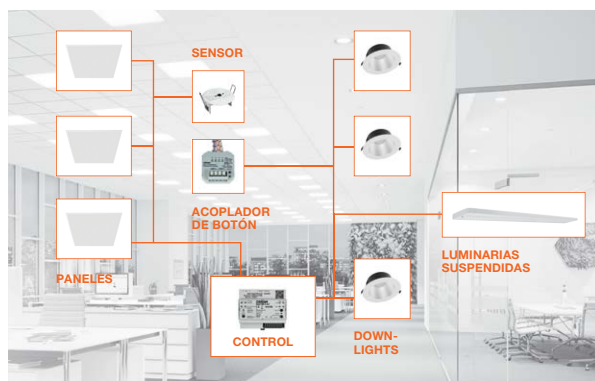 SENSOR
ACOPLADOR
DE BOTÓN
PANELES
LUMINARIAS
SUSPENDIDAS
CONTROL
DOWN-
LIGHTS